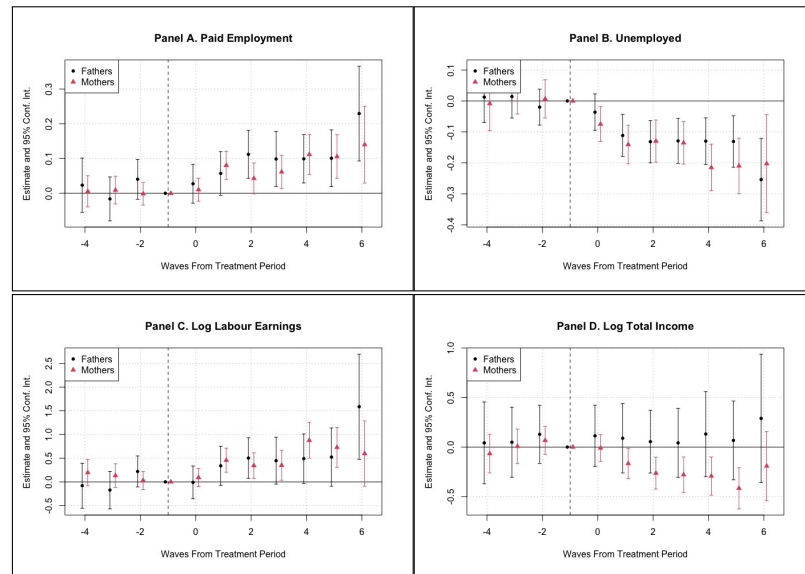 Panel A. Paid Employment
Fathers
Mothers
Estimate and 95% Conf. Int.
0.3
0.2
0.1
0.0
-4
-2
0
2
4
6
Waves From Treatment Period
Panel B. Unemployed
Fathers
Mothers
Estimate and 95% Conf. Int.
0.1
0.0
-0.1
-0.2
-0.3
-0.4
-4
-2
0
2
4
6
Waves From Treatment Period
Panel C. Log Labour Earnings
Fathers
Mothers
Estimate and 95% Conf. Int.
2.5
2.0
1.5
1.0
0.5
0.0
-0.5
-4
-2
0
2
4
6
Waves From Treatment Period
Panel D. Log Total Income
Fathers
Mothers
Estimate and 95% Conf. Int.
1.0
0.5
0.0
-0.5
-4
-2
0
2
4
6
Waves From Treatment Period